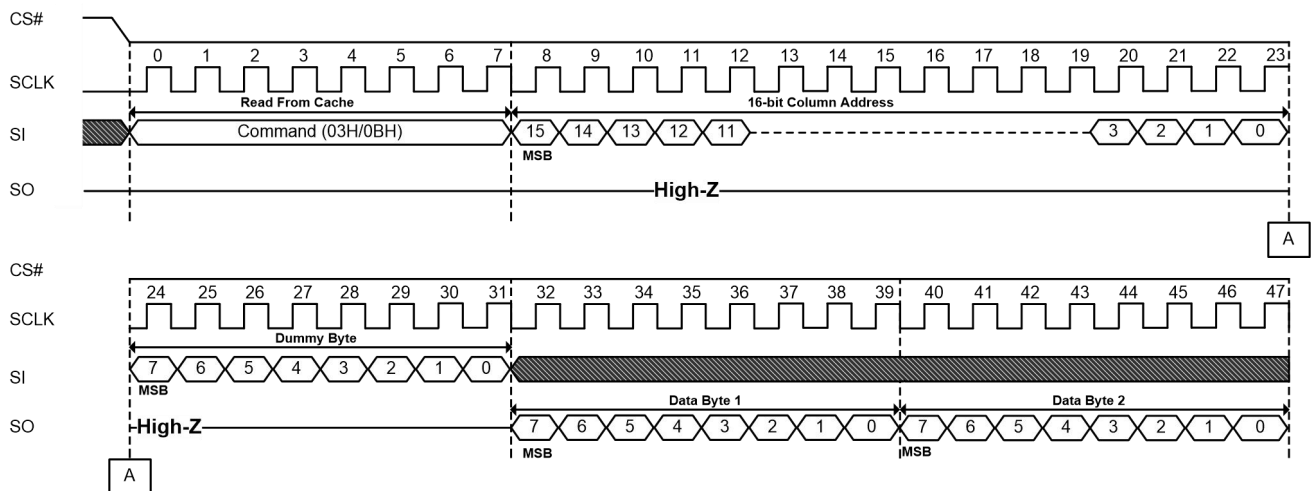 CS#
0 1 2 3 4 5 6 7 8 9 10 11 12 13 14 15 16 17 18 19 20 21 22 23
SCLK
Read From Cache 16-bit Column Address
SI Command (03H/0BH) 15 14 13 12 11 3 2 1 0
MSB
SO High-Z
A
CS#
24 25 26 27 28 29 30 31 32 33 34 35 36 37 38 39 40 41 42 43 44 45 46 47
SCLK
Dummy Byte
SI 7 6 5 4 3 2 1 0
MSB
Data Byte 1 Data Byte 2
SO High-Z 7 6 5 4 3 2 1 0 7 6 5 4 3 2 1 0
MSB MSB
A